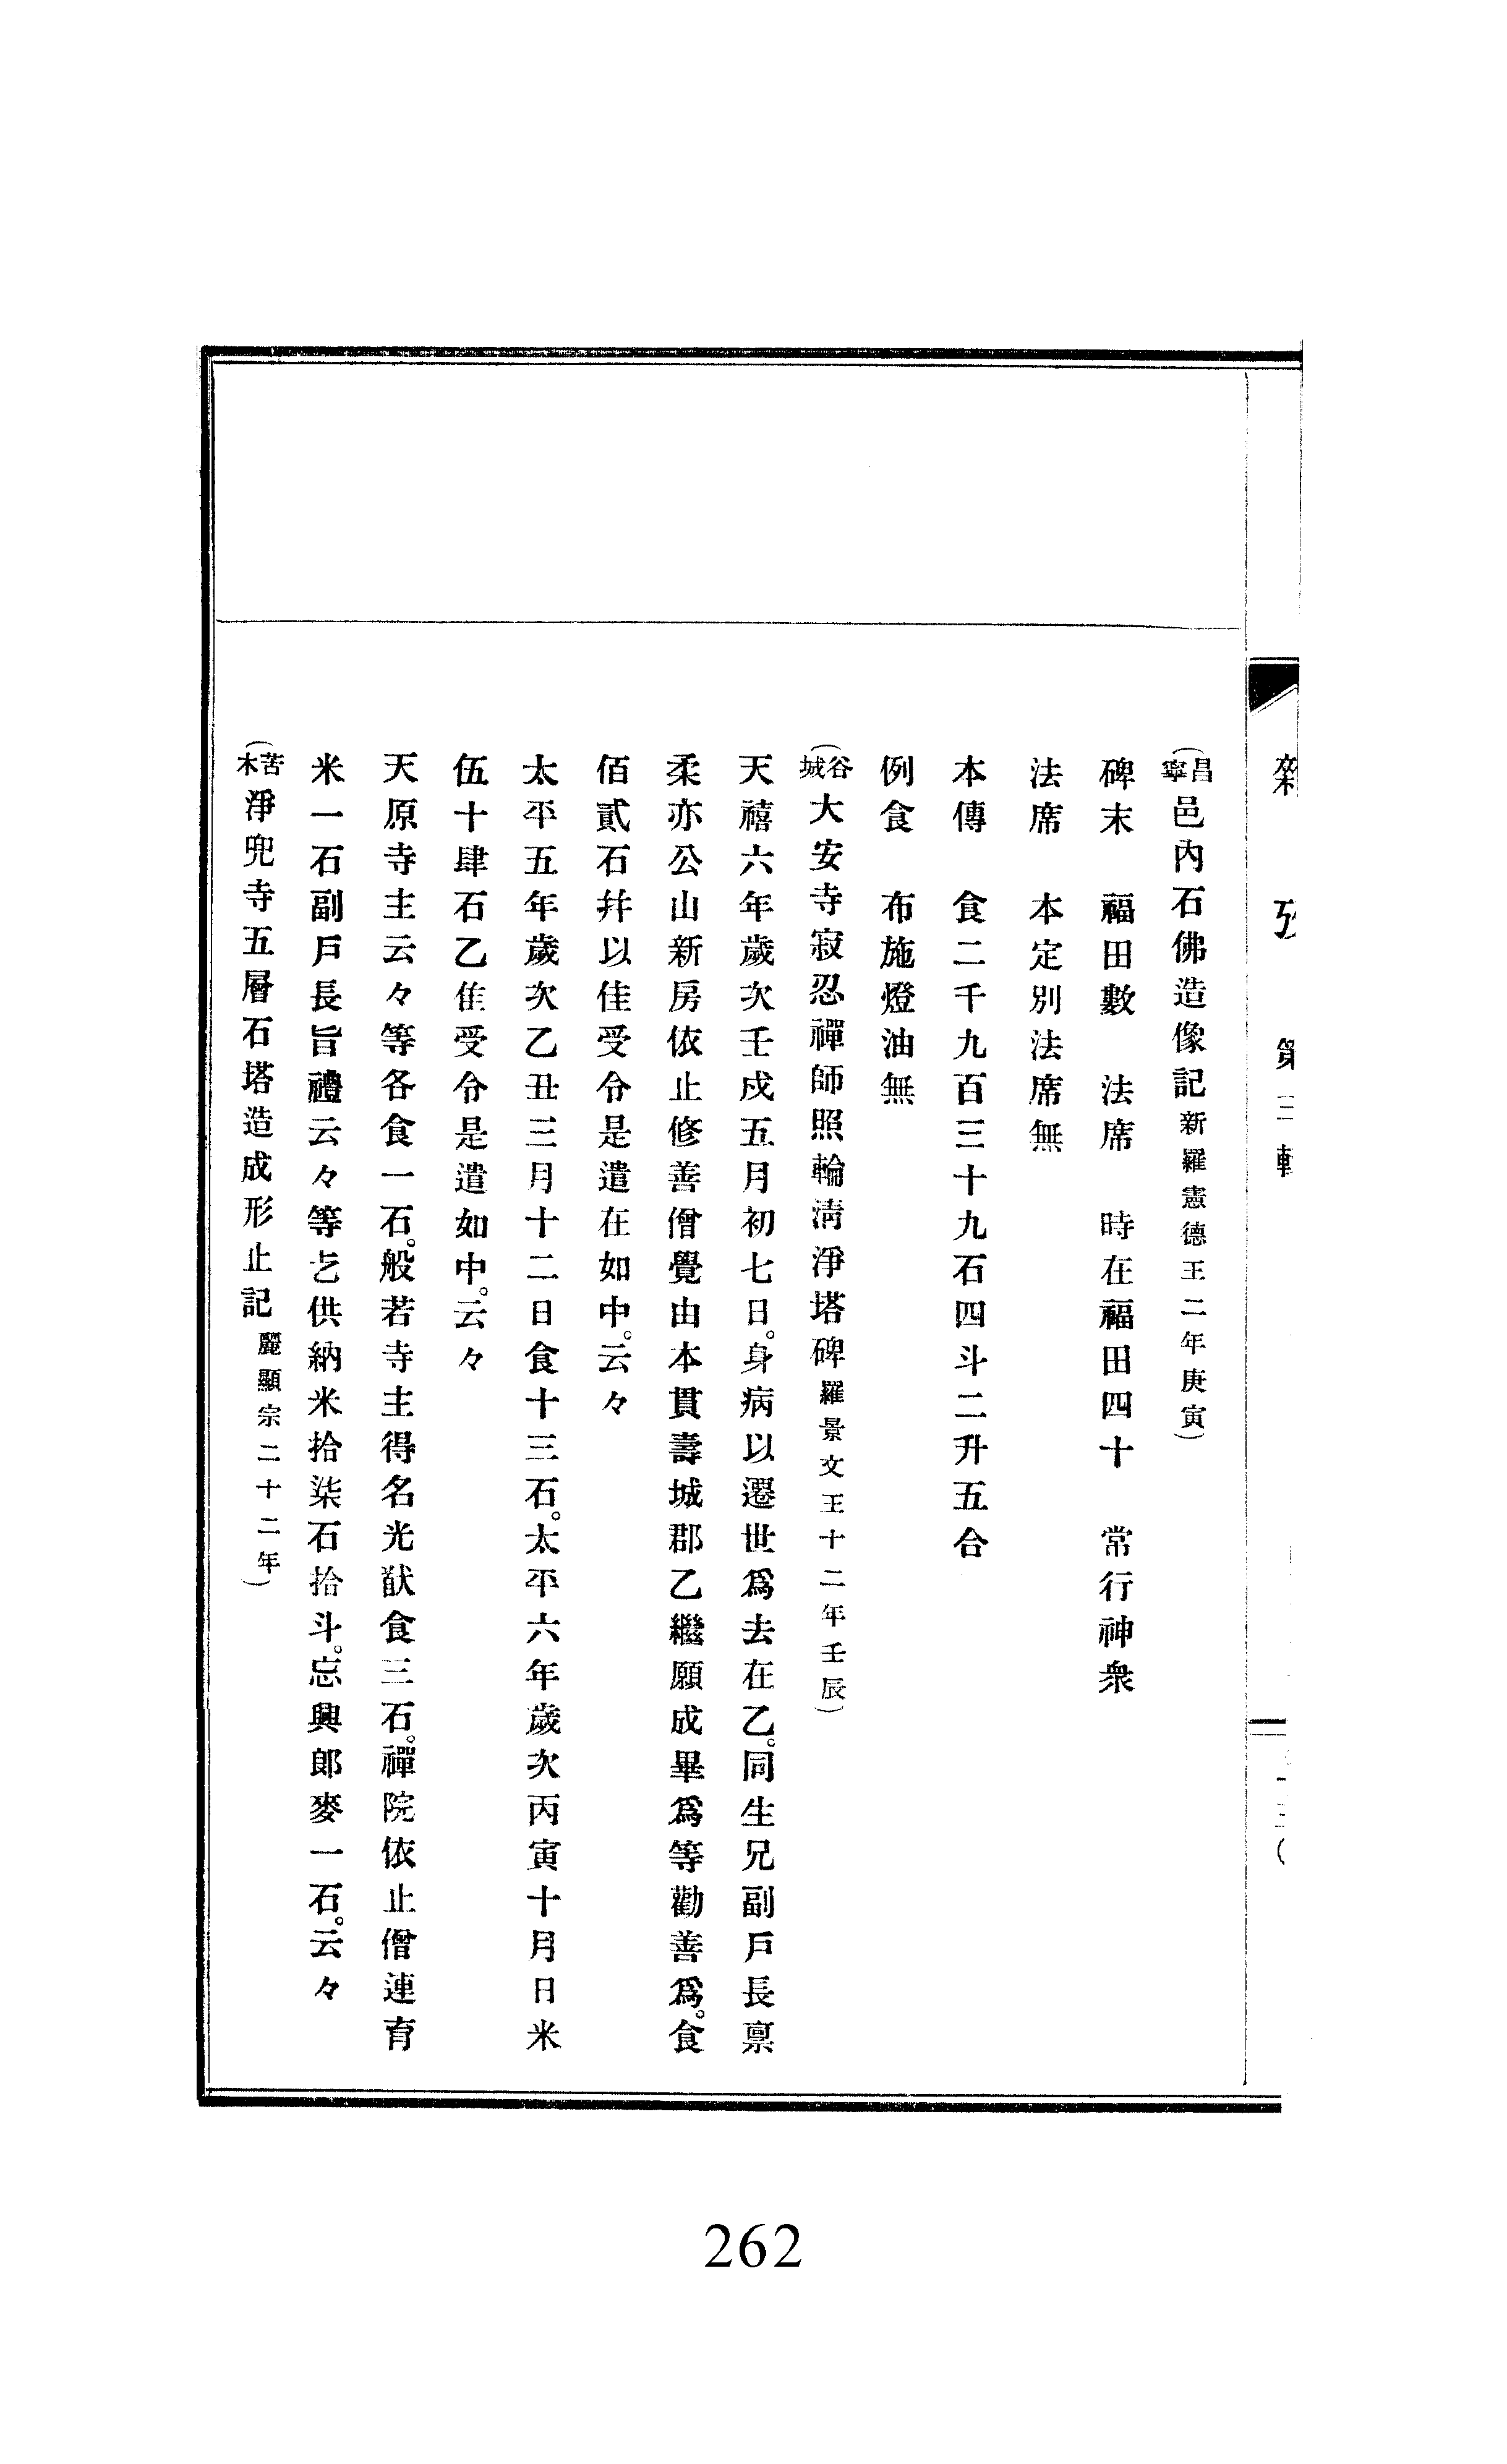 雜攷 第三輯
(昌寧)邑內石佛造像記 新羅憲德王二年庚寅)
碑末 福田數 法席 時在福田四十 常行神衆
法席 本定別法席無
本傳 食二千九百三十九石四斗二升五合
例食 布施燈油無
(谷城)大安寺寂忍禪師照輪淸淨塔碑 羅景文王十二年壬辰)
天禧六年歲次壬戌五月初七日。身病以遷世爲去在乙。同生兄副戶長禀
柔亦公山新房依止修善僧覺由本貫壽城郡乙繼願成畢爲等勸善爲。食
佰貳石幷以佳受令是遣在如中。云々
太平五年歲次乙丑三月十二日食十三石。太平六年歲次丙寅十月日米
伍十肆石乙隹受令是遣如中。云々
天原寺主云々等各食一石。般若寺主得名光猷食三石。禪院依止僧連育
米一石副戶長旨禮云々等乞供納米拾柒石拾斗。忘興郞麥一石。云々
(苦木)淨兜寺五層石塔造成形止記 麗顯宗二十二年)
262